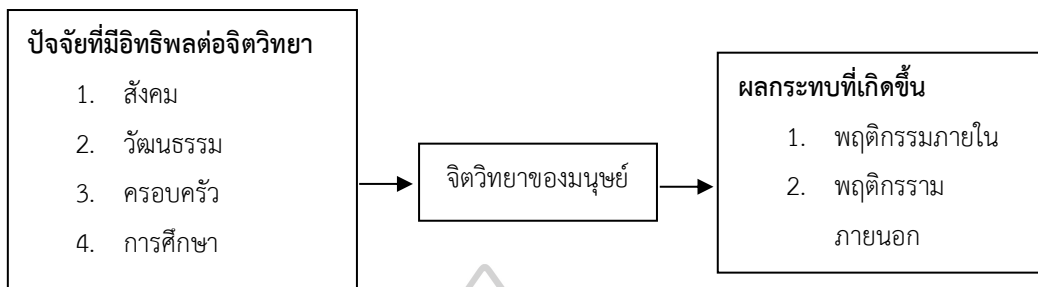 ปัจจัยที่มีอิทธิพลต่อจิตวิทยา
1. สังคม
2. วัฒนธรรม
3. ครอบครัว
4. การศึกษา
จิตวิทยาของมนุษย์
ผลกระทบที่เกิดขึ้น
1. พฤติกรรมภายใน
2. พฤติกรราม
ภายนอก